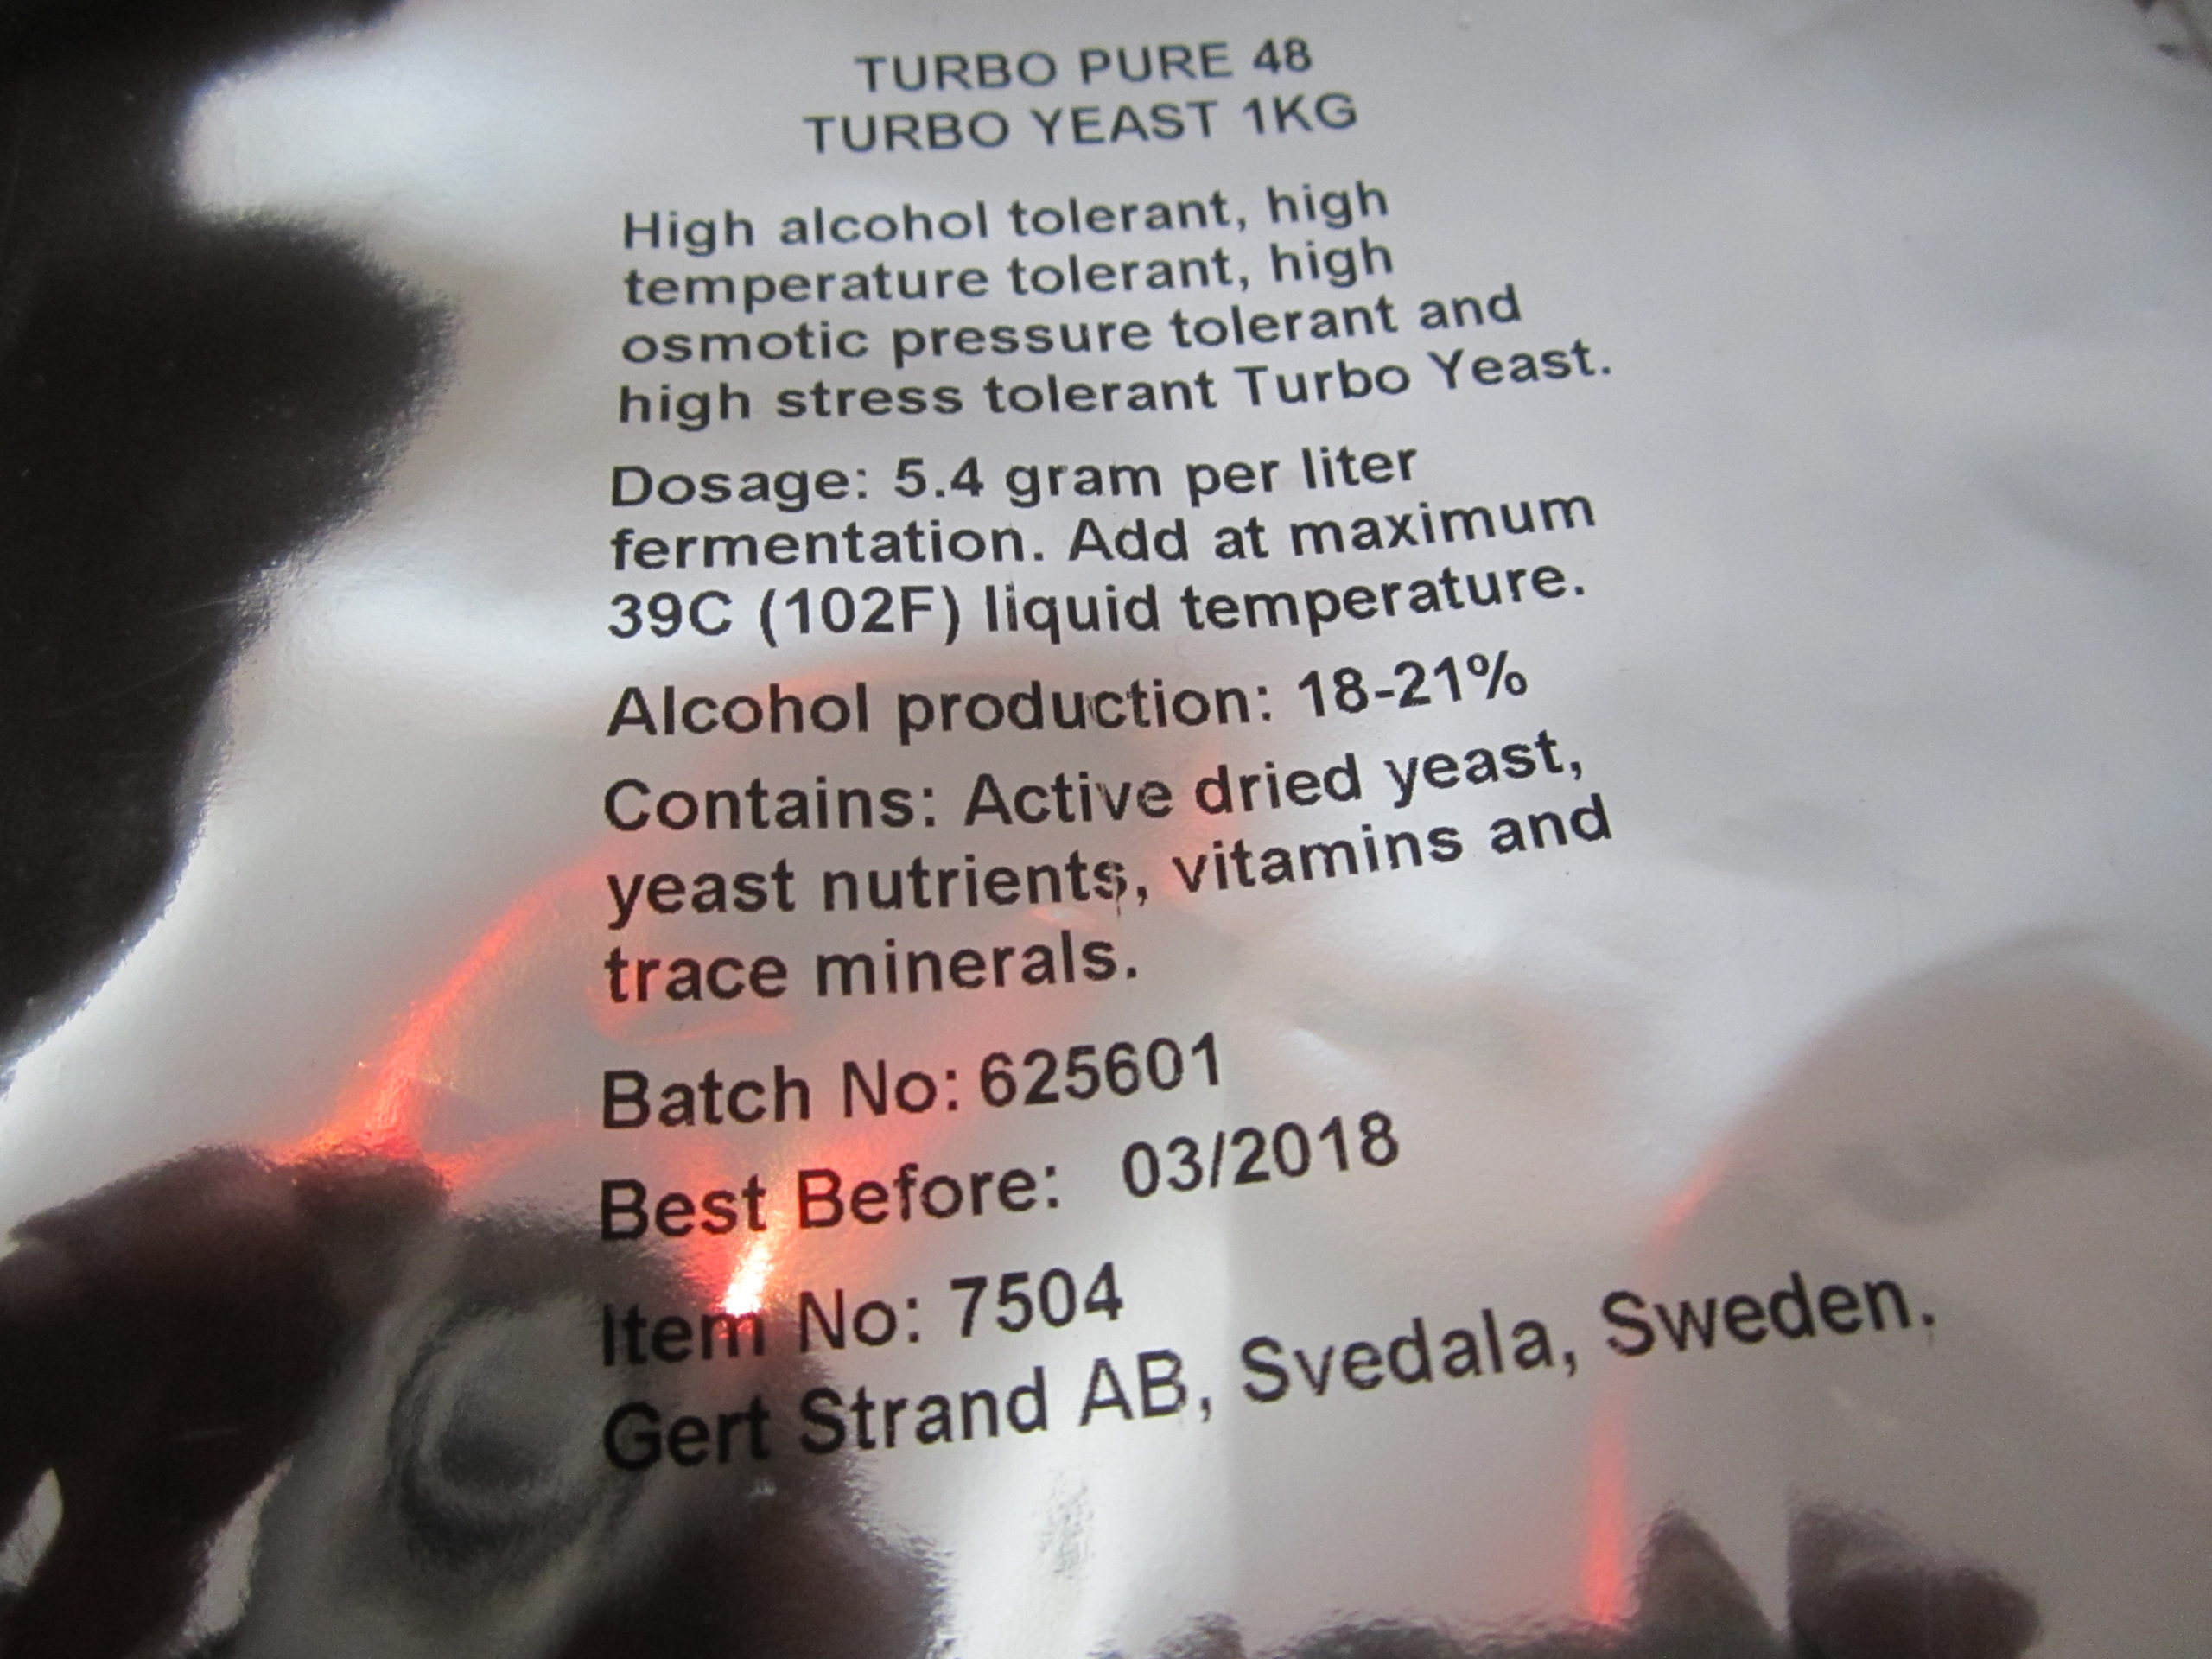 TURBO PURE 48
TURBO YEAST 1KG
High alcohol tolerant, high
temperature tolerant, high
osmotic pressure tolerant and
high stress tolerant Turbo Yeast.
Dosage: 5.4 gram per liter
fermentation. Add at maximum
39C (102F) liquid temperature.
Alcohol production: 18-21%
Contains: Active dried yeast,
yeast nutrients, vitamins and
trace minerals.
Batch No: 625601
Best Before: 03/2018
Item No: 7504
Gert Strand AB, Svedala, Sweden.